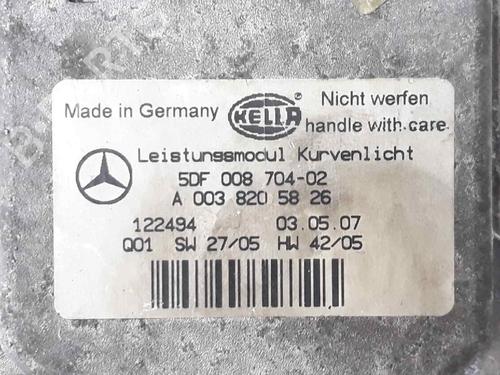 Made in Germany
HELLA
Nicht werfen
handle with care
Leistungsmodul Kurvenlicht
5DF 008 704-02
A 003 820 58 26
122494 03.05.07
Q01 SW 27/05 HW 42/05